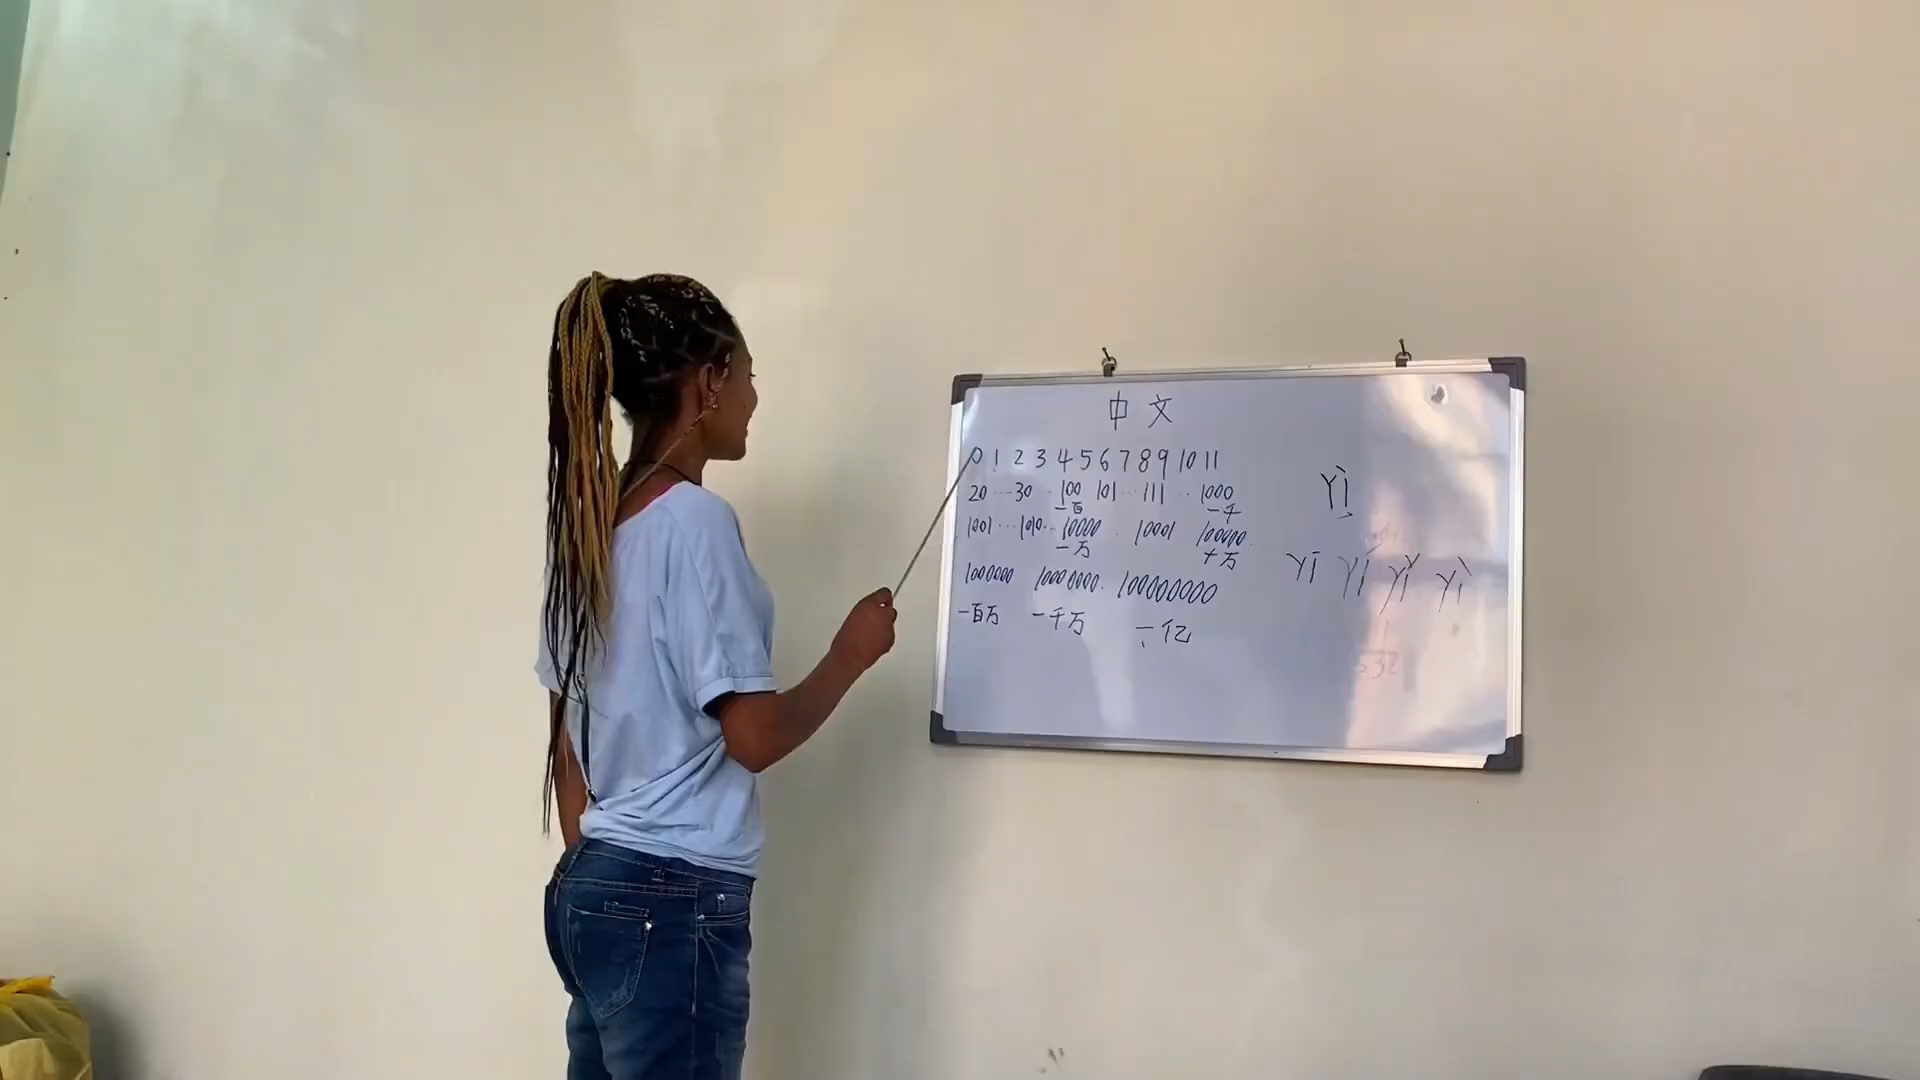 中文
0 1 2 3 4 5 6 7 8 9 10 11
20 ... 30 .. 100 101 ... 111 .. 1000
一百 一千
1001 ... 1010 ... 10000 . 10001 100000
一万 十万
1000000 10000000. 100000000
一百万 一千万 一亿
yì
yī yí yǐ yì